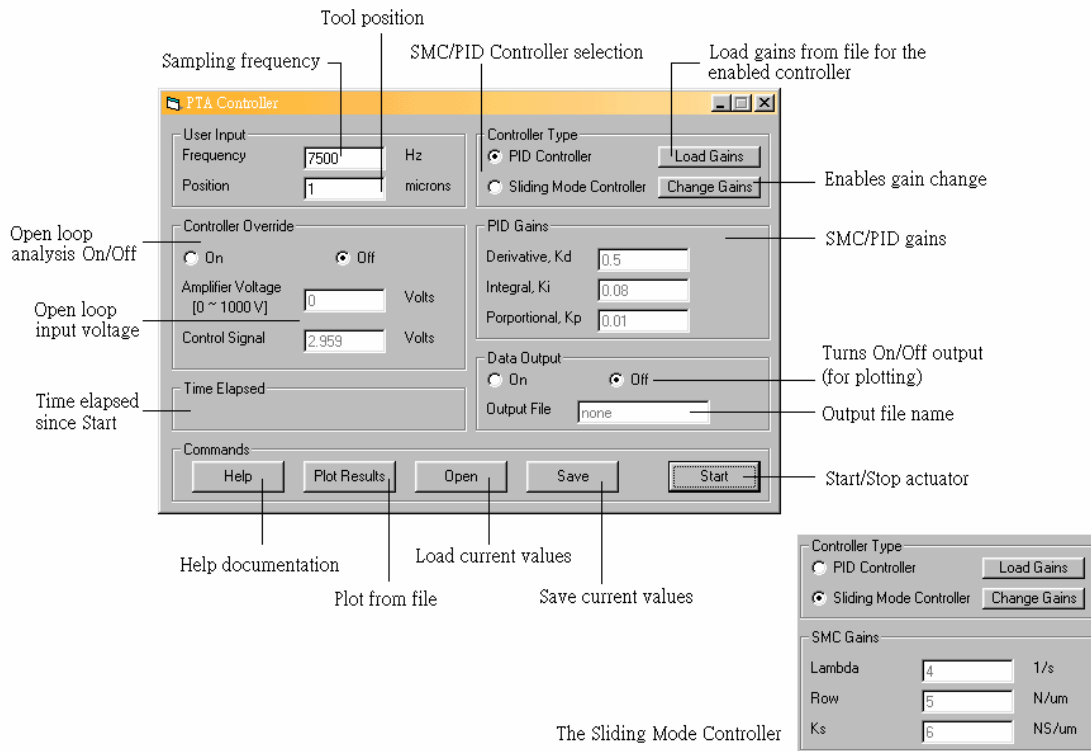 Tool position
Sampling frequency
SMC/PID Controller selection
Load gains from file for the
enabled controller
PTA Controller
User Input
Frequency 7500 Hz
Position 1 microns
Controller Type
PID Controller Load Gains
Sliding Mode Controller Change Gains
Enables gain change
Open loop
analysis On/Off
Controller Override
On Off
Amplifier Voltage
[0 ~ 1000 V] 0 Volts
Control Signal 2.959 Volts
Open loop
input voltage
PID Gains
Derivative, Kd 0.5
Integral, Ki 0.08
Porportional, Kp 0.01
SMC/PID gains
Time Elapsed
Time elapsed
since Start
Data Output
On Off
Output File none
Turns On/Off output
(for plotting)
Output file name
Commands
Help Plot Results Open Save Start
Start/Stop actuator
Help documentation
Plot from file
Load current values
Save current values
Controller Type
PID Controller Load Gains
Sliding Mode Controller Change Gains
SMC Gains
Lambda 4 1/s
Row 5 N/um
Ks 6 NS/um
The Sliding Mode Controller